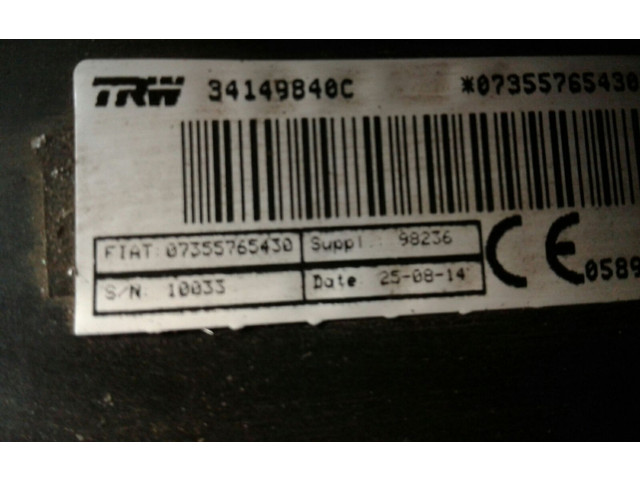 TRW 34149840C *07355765430
FIAT: 07355765430 Suppl.: 98236
S/N: 10033 Date 25-08-14
CE 0589